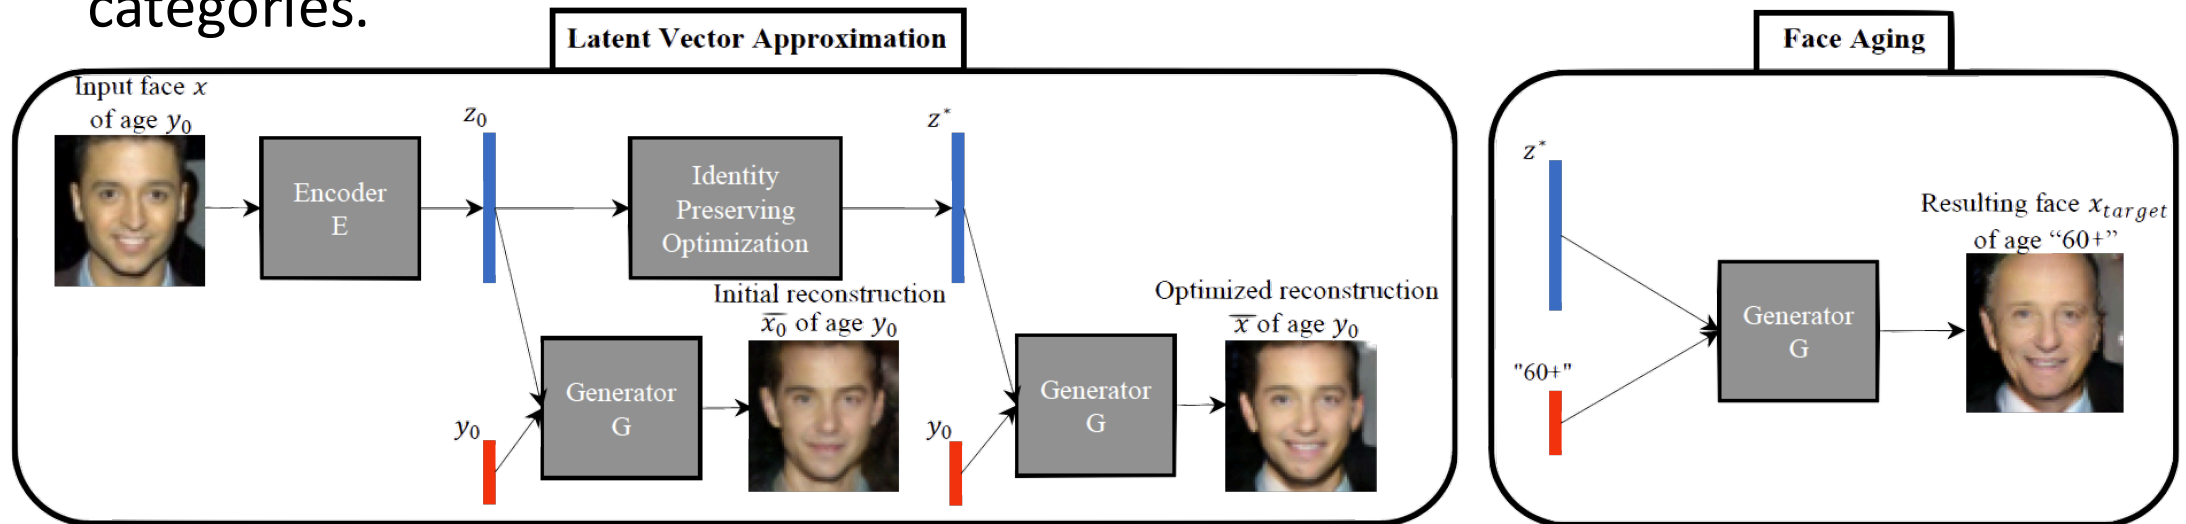 categories.
Latent Vector Approximation
Input face x
of age y₀
Encoder
E
z₀
Identity
Preserving
Optimization
z*
Initial reconstruction
x̅₀ of age y₀
y₀
Generator
G
Optimized reconstruction
x̅ of age y₀
y₀
Generator
G
Face Aging
z*
"60+"
Generator
G
Resulting face x_target
of age “60+”